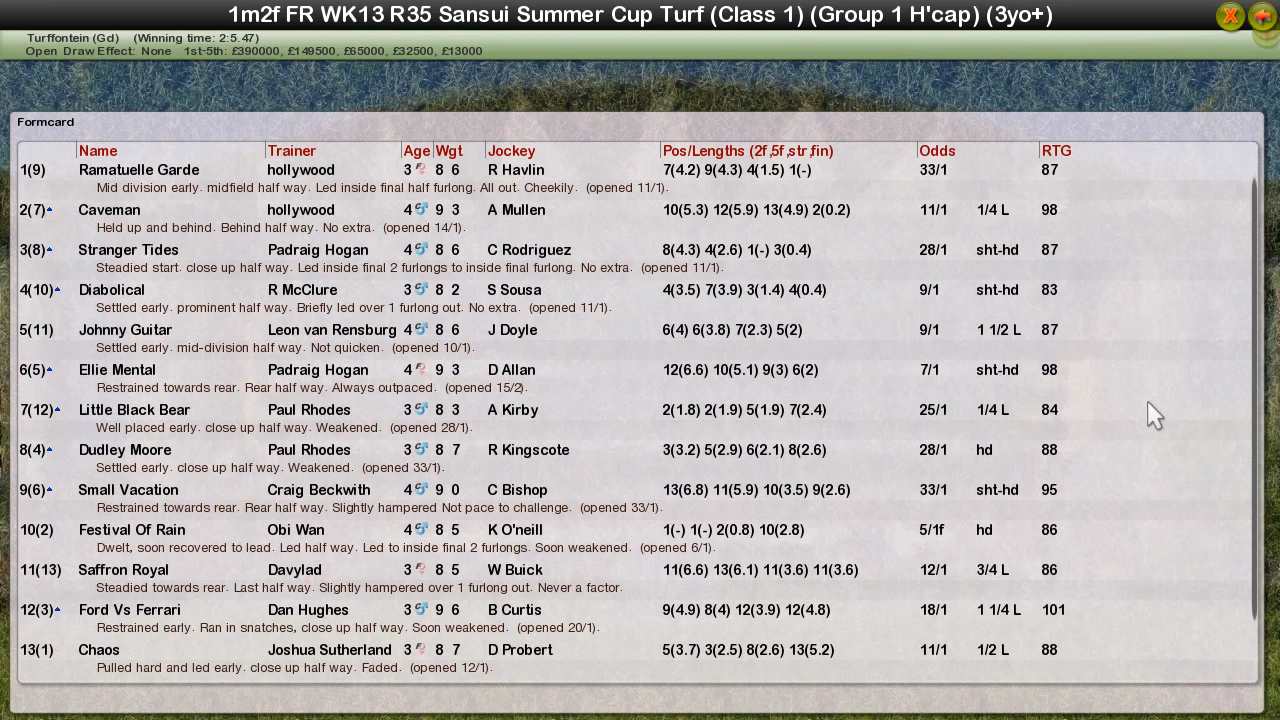 1m2f FR WK13 R35 Sansui Summer Cup Turf (Class 1) (Group 1 H'cap) (3yo+)
Turffontein (Gd) (Winning time: 2:5.47)
Open Draw Effect: None 1st-5th: £390000, £149500, £65000, £32500, £13000
Formcard
Name Trainer Age Wgt Jockey Pos/Lengths (2f,5f,str,fin) Odds RTG
1(9) Ramatuelle Garde hollywood 3 8 6 R Havlin 7(4.2) 9(4.3) 4(1.5) 1(-) 33/1 87
Mid division early. midfield half way. Led inside final half furlong. All out. Cheekily. (opened 11/1).
2(7) Caveman hollywood 4 9 3 A Mullen 10(5.3) 12(5.9) 13(4.9) 2(0.2) 11/1 1/4 L 98
Held up and behind. Behind half way. No extra. (opened 14/1).
3(8) Stranger Tides Padraig Hogan 4 8 6 C Rodriguez 8(4.3) 4(2.6) 1(-) 3(0.4) 28/1 sht-hd 87
Steadied start. close up half way. Led inside final 2 furlongs to inside final furlong. No extra. (opened 11/1).
4(10) Diabolical R McClure 3 8 2 S Sousa 4(3.5) 7(3.9) 3(1.4) 4(0.4) 9/1 sht-hd 83
Settled early. prominent half way. Briefly led over 1 furlong out. No extra. (opened 11/1).
5(11) Johnny Guitar Leon van Rensburg 4 8 6 J Doyle 6(4) 6(3.8) 7(2.3) 5(2) 9/1 1 1/2 L 87
Settled early. mid-division half way. Not quicken. (opened 10/1).
6(5) Ellie Mental Padraig Hogan 4 9 3 D Allan 12(6.6) 10(5.1) 9(3) 6(2) 7/1 sht-hd 98
Restrained towards rear. Rear half way. Always outpaced. (opened 15/2).
7(12) Little Black Bear Paul Rhodes 3 8 3 A Kirby 2(1.8) 2(1.9) 5(1.9) 7(2.4) 25/1 1/4 L 84
Well placed early. close up half way. Weakened. (opened 28/1).
8(4) Dudley Moore Paul Rhodes 3 8 7 R Kingscote 3(3.2) 5(2.9) 6(2.1) 8(2.6) 28/1 hd 88
Settled early. close up half way. Weakened. (opened 33/1).
9(6) Small Vacation Craig Beckwith 4 9 0 C Bishop 13(6.8) 11(5.9) 10(3.5) 9(2.6) 33/1 sht-hd 95
Restrained towards rear. Rear half way. Slightly hampered Not pace to challenge. (opened 33/1).
10(2) Festival Of Rain Obi Wan 4 8 5 K O'neill 1(-) 1(-) 2(0.8) 10(2.8) 5/1f hd 86
Dwelt, soon recovered to lead. Led half way. Led to inside final 2 furlongs. Soon weakened. (opened 6/1).
11(13) Saffron Royal Davylad 3 8 5 W Buick 11(6.6) 13(6.1) 11(3.6) 11(3.6) 12/1 3/4 L 86
Steadied towards rear. Last half way. Slightly hampered over 1 furlong out. Never a factor.
12(3) Ford Vs Ferrari Dan Hughes 3 9 6 B Curtis 9(4.9) 8(4) 12(3.9) 12(4.8) 18/1 1 1/4 L 101
Restrained early. Ran in snatches, close up half way. Soon weakened. (opened 20/1).
13(1) Chaos Joshua Sutherland 3 8 7 D Probert 5(3.7) 3(2.5) 8(2.6) 13(5.2) 11/1 1/2 L 88
Pulled hard and led early. close up half way. Faded. (opened 12/1).